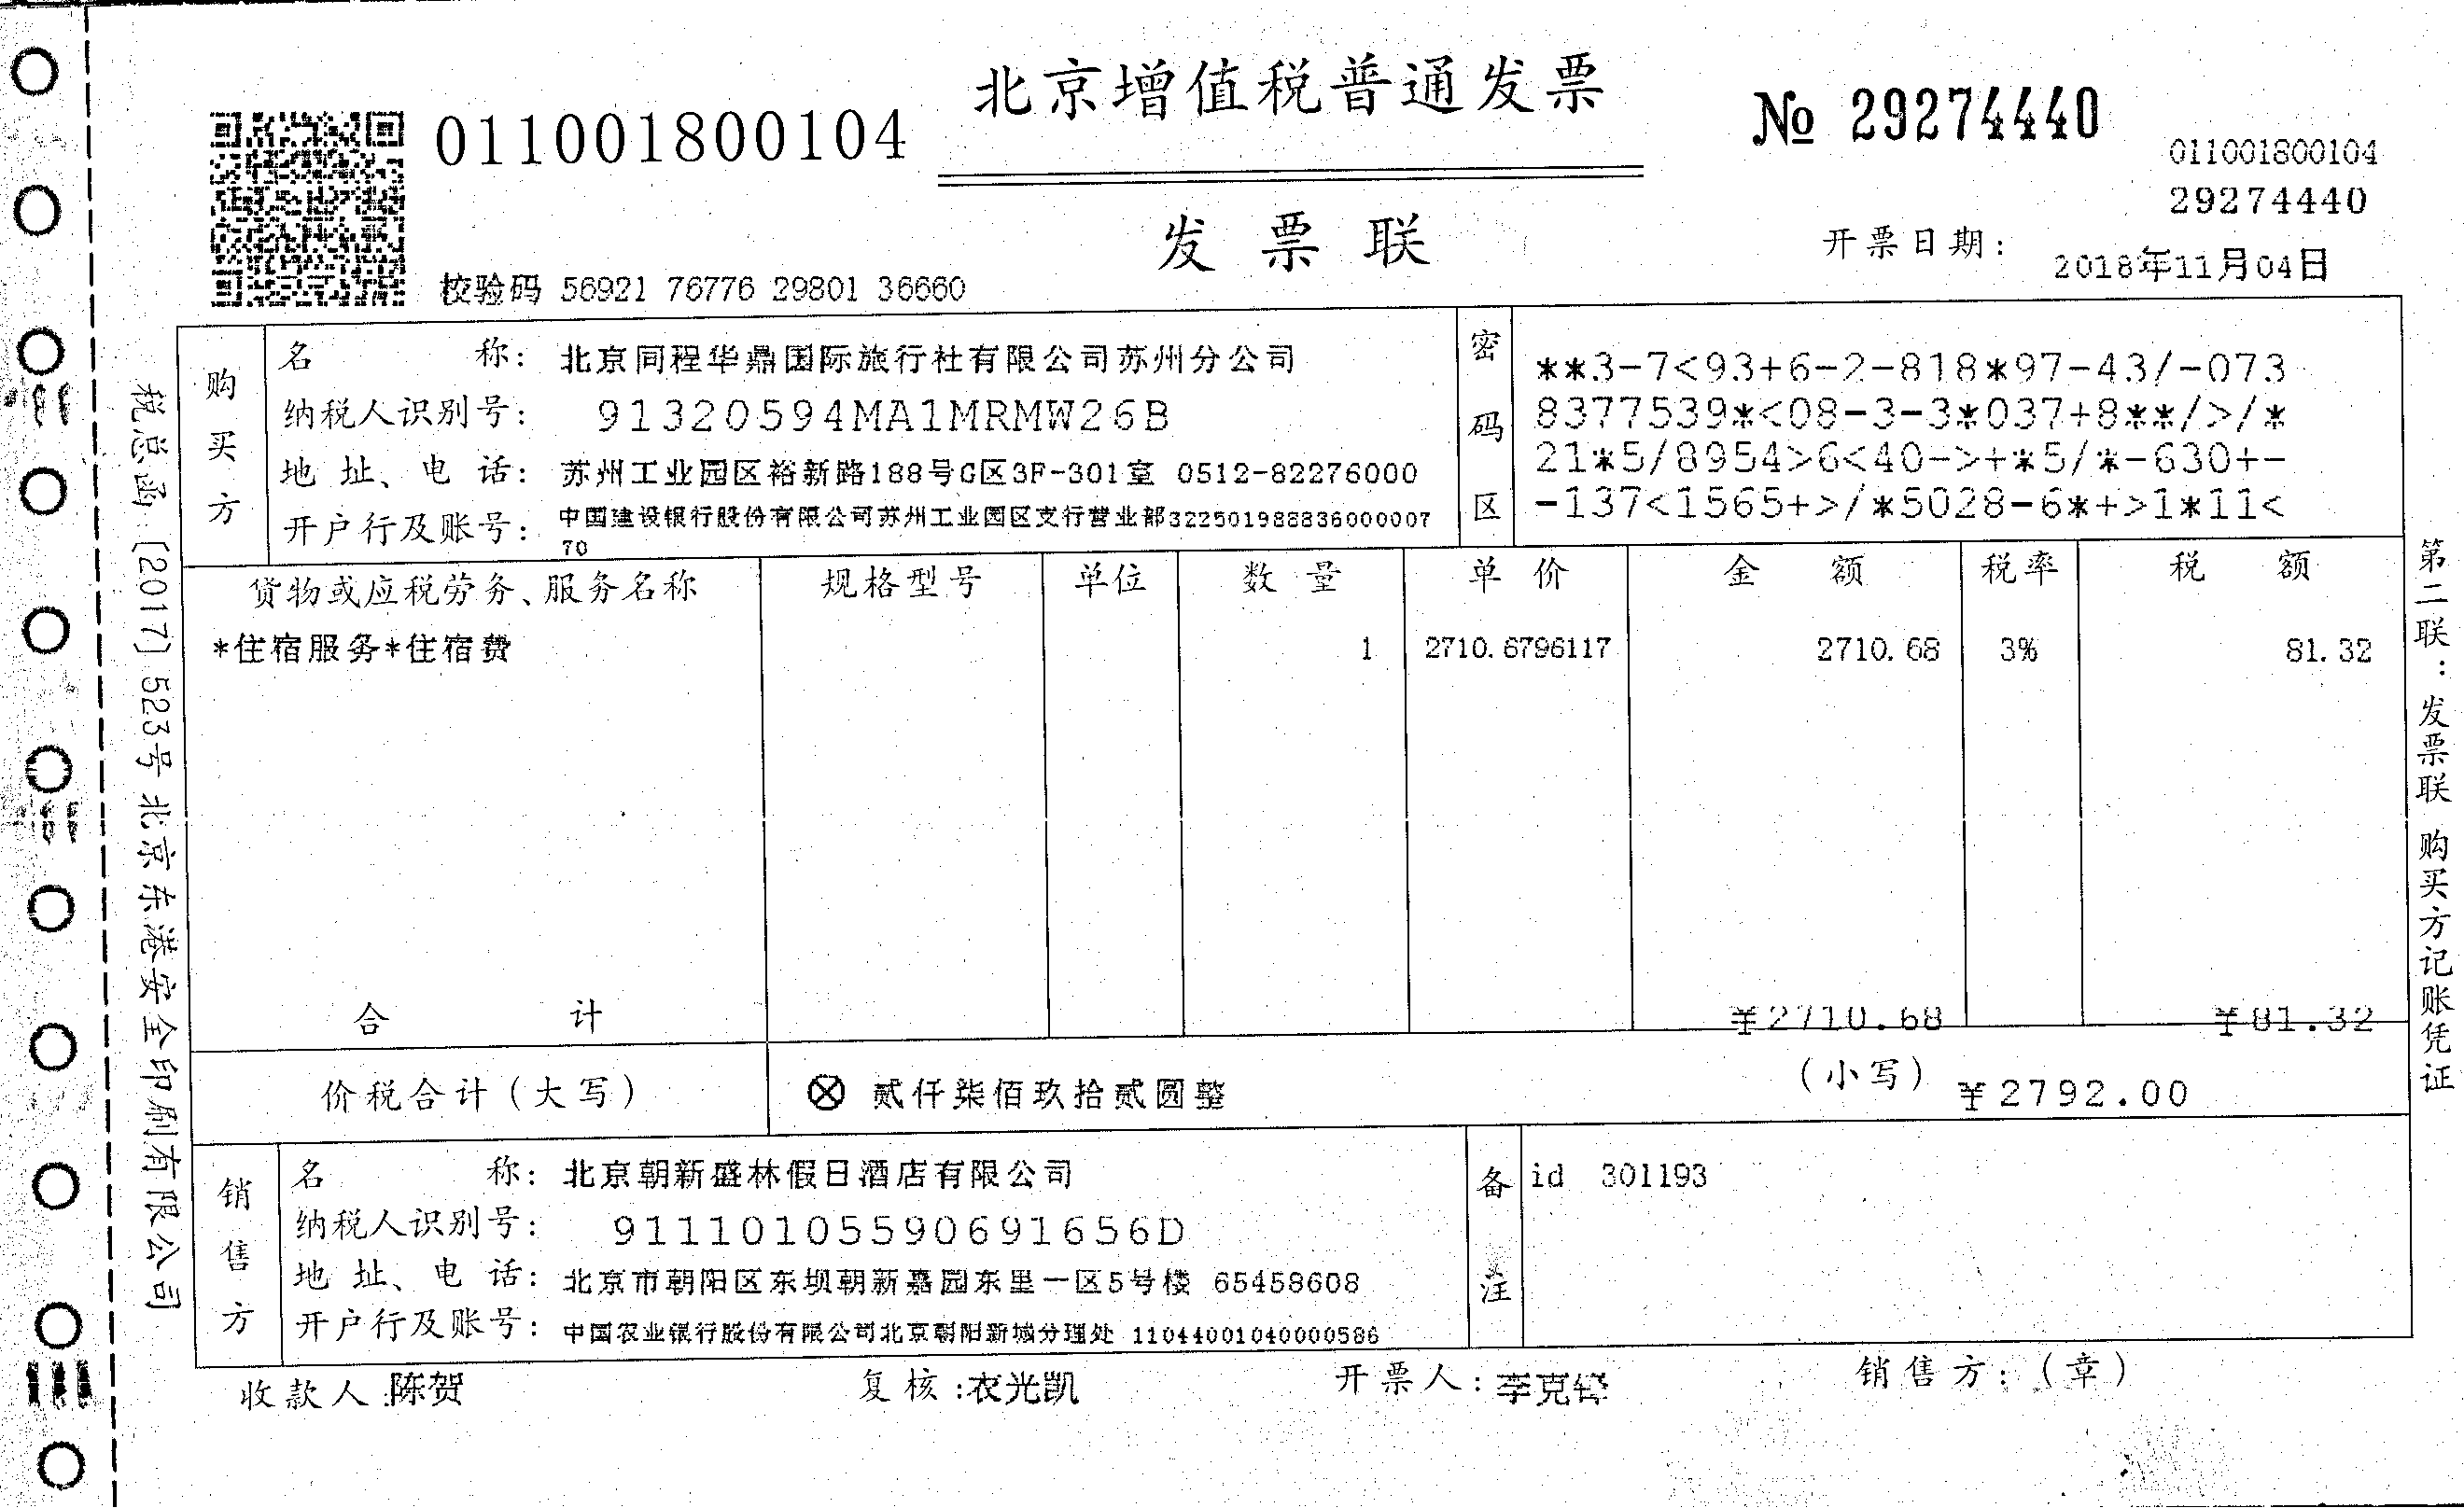 北京增值税普通发票
011001800104
№ 29274440
011001800104
29274440
发票联
开票日期： 2018年11月04日
校验码 56921 76776 29801 36660
购买方
名称： 北京同程华鼎国际旅行社有限公司苏州分公司
纳税人识别号： 91320594MA1MRMW26B
地址、电话： 苏州工业园区裕新路188号G区3F-301室 0512-82276000
开户行及账号： 中国建设银行股份有限公司苏州工业园区支行营业部322501988836000007
70
密码区
**3-7<93+6-2-818*97-43/-073
8377539*<08-3-3*037+8**/>/*
21*5/8954>6<40->+*5/*-630+-
-137<1565+>/*5028-6*+>1*11<
货物或应税劳务、服务名称 规格型号 单位 数量 单价 金额 税率 税额
*住宿服务*住宿费 1 2710.6796117 2710.68 3% 81.32
合计 ¥2710.68 ¥81.32
价税合计（大写） ⊗ 贰仟柒佰玖拾贰圆整 （小写） ¥2792.00
销售方
名称： 北京朝新盛林假日酒店有限公司
纳税人识别号： 91110105590691656D
地址、电话： 北京市朝阳区东坝朝新嘉园东里一区5号楼 65458608
开户行及账号： 中国农业银行股份有限公司北京朝阳新城分理处 11044001040000586
备注
id 301193
收款人：陈贺 复核：衣光凯 开票人：李克 销售方：（章）
税总函〔2017〕523号 北京东港安全印刷有限公司
第二联：发票联 购买方记账凭证